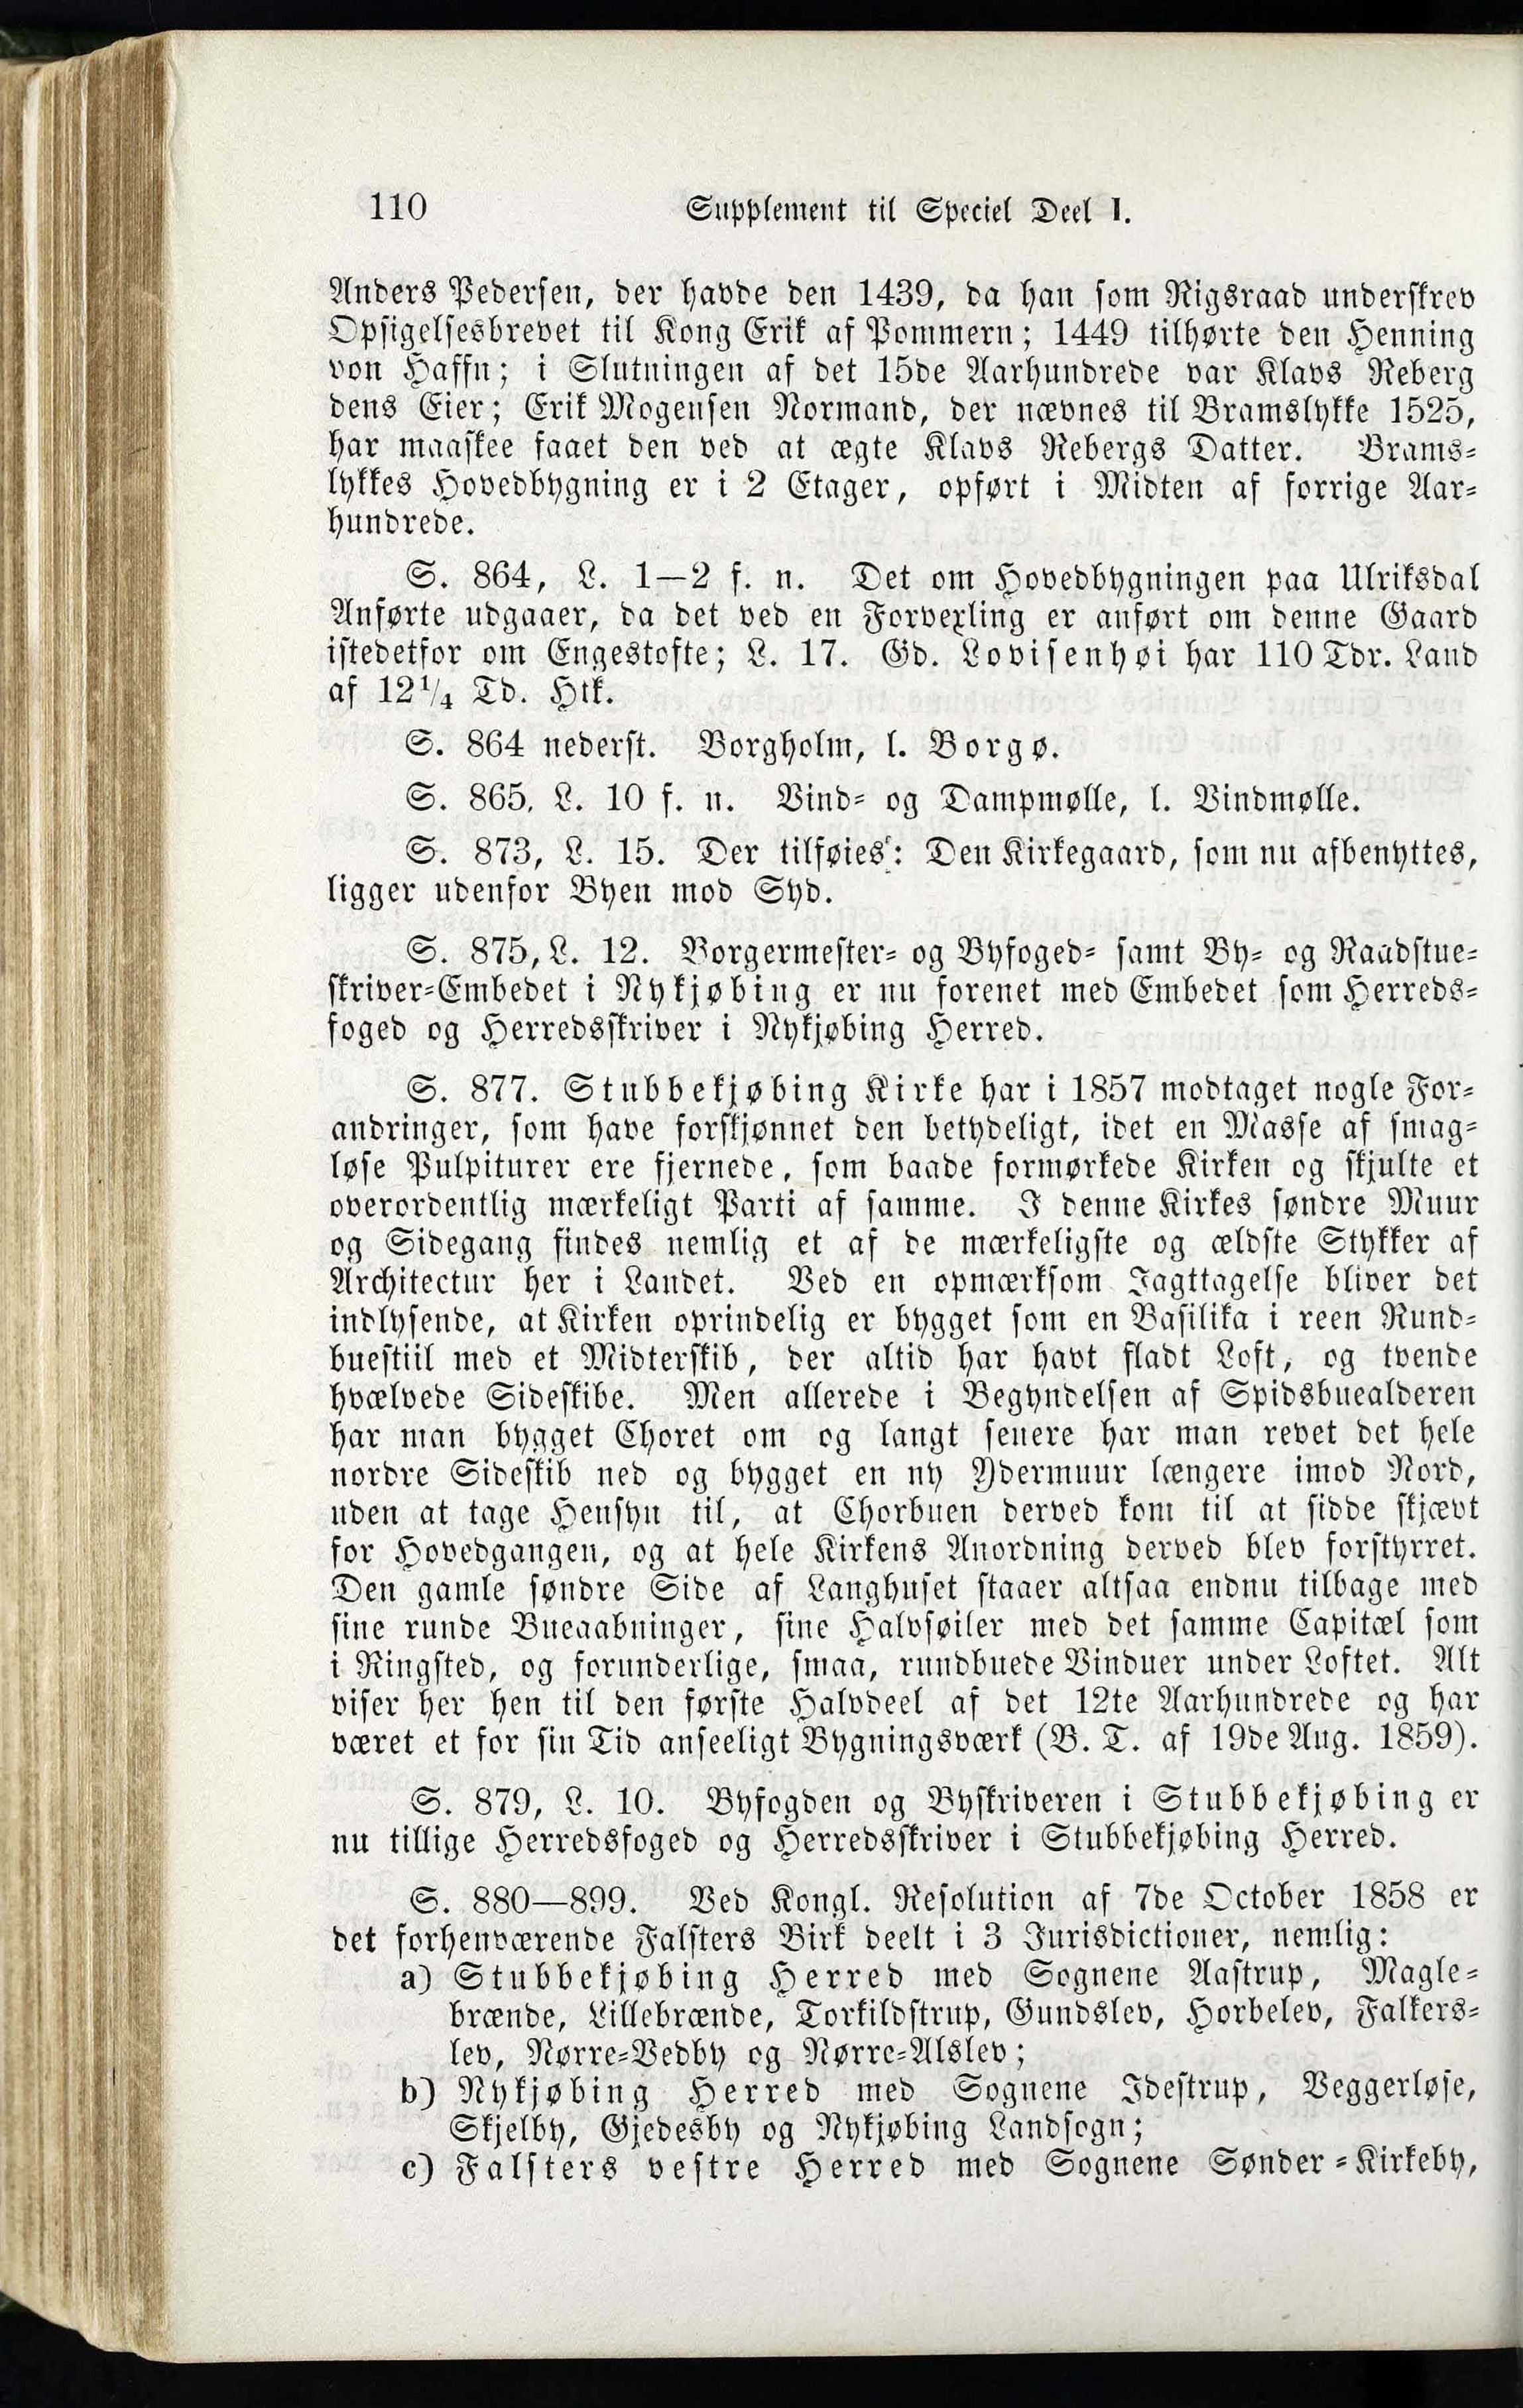 110 Supplement til Speciel Deel I.
Anders Pedersen, der havde den 1439, da han som Rigsraad underskrev
Opsigelsesbrevet til Kong Erik af Pommern; 1449 tilhørte den Henning
von Haffn; i Slutningen af det 15de Aarhundrede var Klavs Reberg
dens Eier; Erik Mogensen Normand, der nævnes til Bramslykke 1525,
har maaskee faaet den ved at ægte Klavs Rebergs Datter. Brams-
lykkes Hovedbygning er i 2 Etager, opført i Midten af forrige Aar-
hundrede.
S. 864, L. 1—2 f. n. Det om Hovedbygningen paa Ulriksdal
Anførte udgaaer, da det ved en Forvexling er anført om denne Gaard
istedetfor om Engestofte; L. 17. Gd. Lovisenhøi har 110 Tdr. Land
af 12 1/4 Td. Htk.
S. 864 nederst. Borgholm, l. Borgø.
S. 865, L. 10 f. n. Vind- og Dampmølle, l. Vindmølle.
S. 873, L. 15. Der tilføies: Den Kirkegaard, som nu afbenyttes,
ligger udenfor Byen mod Syd.
S. 875, L. 12. Borgermester- og Byfoged- samt By- og Raadstue-
skriver-Embedet i Nykjøbing er nu forenet med Embedet som Herreds-
foged og Herredsskriver i Nykjøbing Herred.
S. 877. Stubbekjøbing Kirke har i 1857 modtaget nogle For-
andringer, som have forskjønnet den betydeligt, idet en Masse af smag-
løse Pulpiturer ere fjernede, som baade formørkede Kirken og skjulte et
overordentlig mærkeligt Parti af samme. I denne Kirkes søndre Muur
og Sidegang findes nemlig et af de mærkeligste og ældste Stykker af
Architectur her i Landet. Ved en opmærksom Iagttagelse bliver det
indlysende, at Kirken oprindelig er bygget som en Basilika i reen Rund-
buestiil med et Midterskib, der altid har havt fladt Loft, og tvende
hvælvede Sideskibe. Men allerede i Begyndelsen af Spidsbuealderen
har man bygget Choret om og langt senere har man revet det hele
nordre Sideskib ned og bygget en ny Ydermuur længere imod Nord,
uden at tage Hensyn til, at Chorbuen derved kom til at sidde skjævt
for Hovedgangen, og at hele Kirkens Anordning derved blev forstyrret.
Den gamle søndre Side af Langhuset staaer altsaa endnu tilbage med
sine runde Bueaabninger, sine Halvsøiler med det samme Capitæl som
i Ringsted, og forunderlige, smaa, rundbuede Vinduer under Loftet. Alt
viser her hen til den første Halvdeel af det 12te Aarhundrede og har
været et for sin Tid anseeligt Bygningsværk (B. T. af 19de Aug. 1859).
S. 879, L. 10. Byfogden og Byskriveren i Stubbekjøbing er
nu tillige Herredsfoged og Herredsskriver i Stubbekjøbing Herred.
S. 880—899. Ved Kongl. Resolution af 7de October 1858 er
det forhenværende Falsters Birk deelt i 3 Jurisdictioner, nemlig:
a) Stubbekjøbing Herred med Sognene Aastrup, Magle-
brænde, Lillebrænde, Torkildstrup, Gundslev, Horbelev, Falkers-
lev, Nørre-Vedby og Nørre-Alslev;
b) Nykjøbing Herred med Sognene Idestrup, Veggerløse,
Skjelby, Gjedesby og Nykjøbing Landsogn;
c) Falsters vestre Herred med Sognene Sønder-Kirkeby,